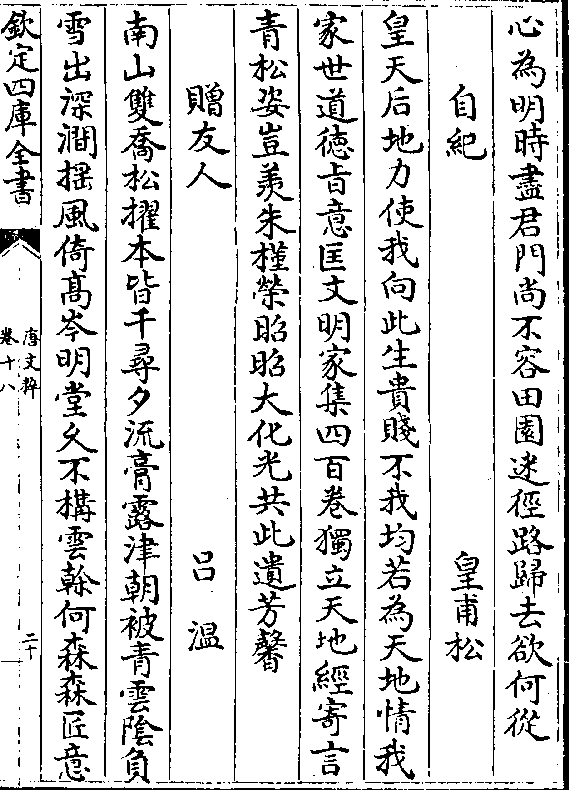 心為明時盡君門尚不容田園迷徑路歸去欲何從
自紀　皇甫松
皇天后地力使我向此生貴賤不我均若為天地情我
家世道徳旨意匡文明家集四百巻獨立天地經寄言
青松姿豈羨朱槿榮昭昭大化光共此遺芳馨
贈友人　吕温
南山雙喬松擢本皆千尋夕流膏露津朝被青雲陰負
雪出深澗揺風倚髙岑明堂久不構雲榦何森森匠意
欽定四庫全書
唐文粹
卷十八
二十